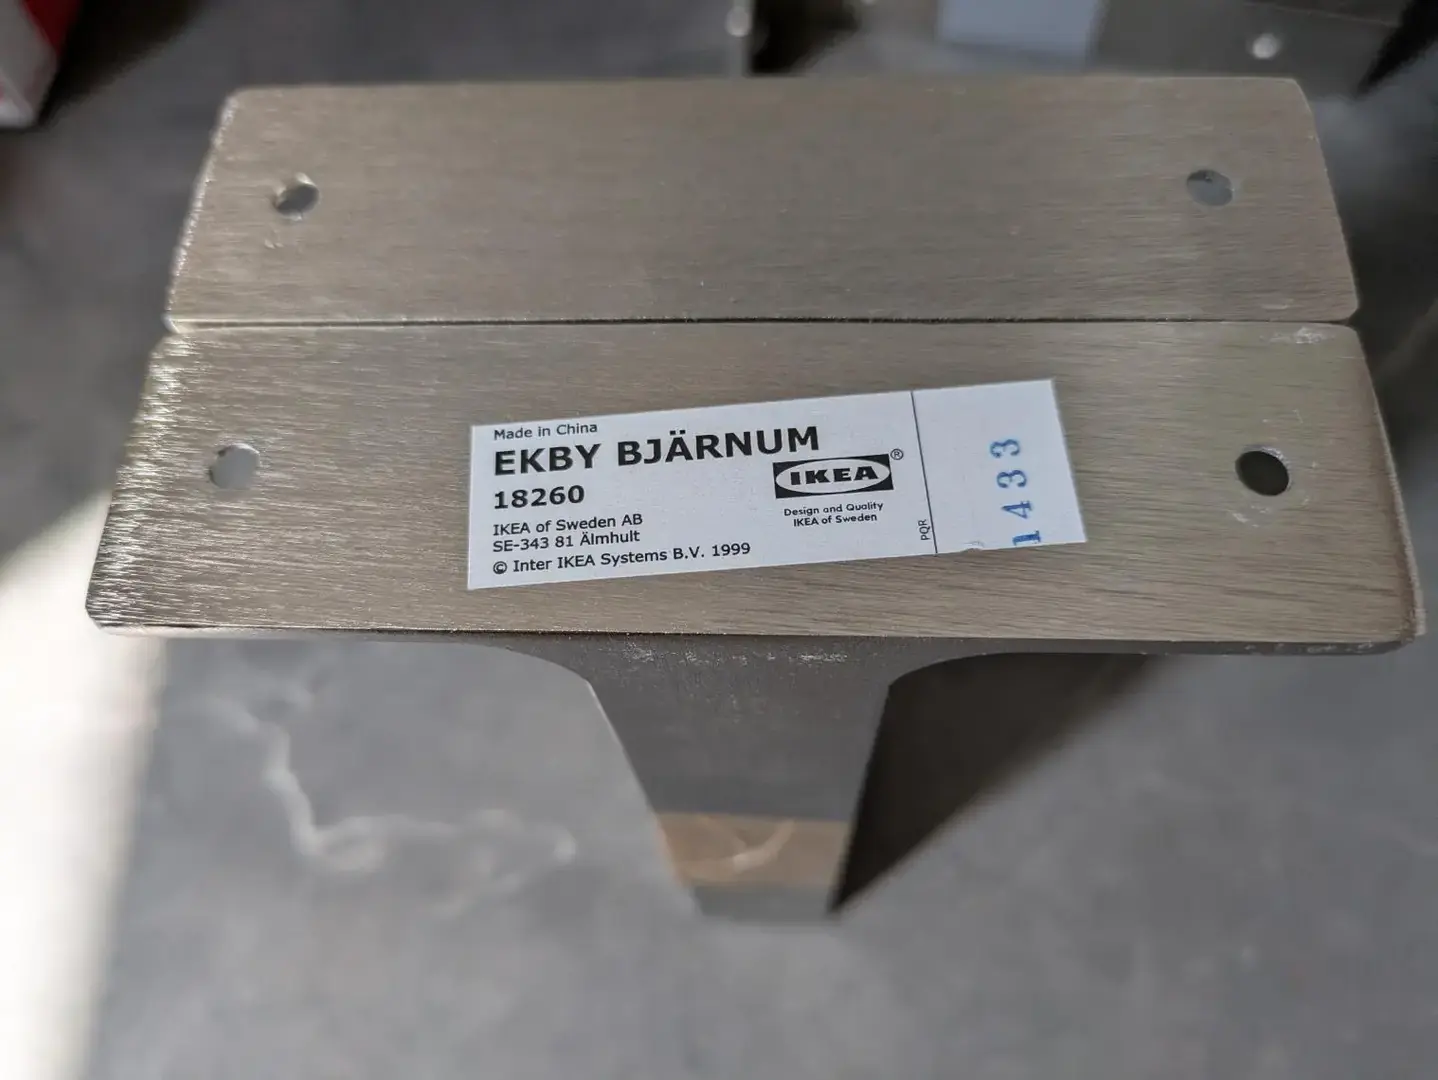 Made in China
EKBY BJÄRNUM
18260
IKEA of Sweden AB
SE-343 81 Älmhult
© Inter IKEA Systems B.V. 1999
IKEA®
Design and Quality
IKEA of Sweden
PQR
1433